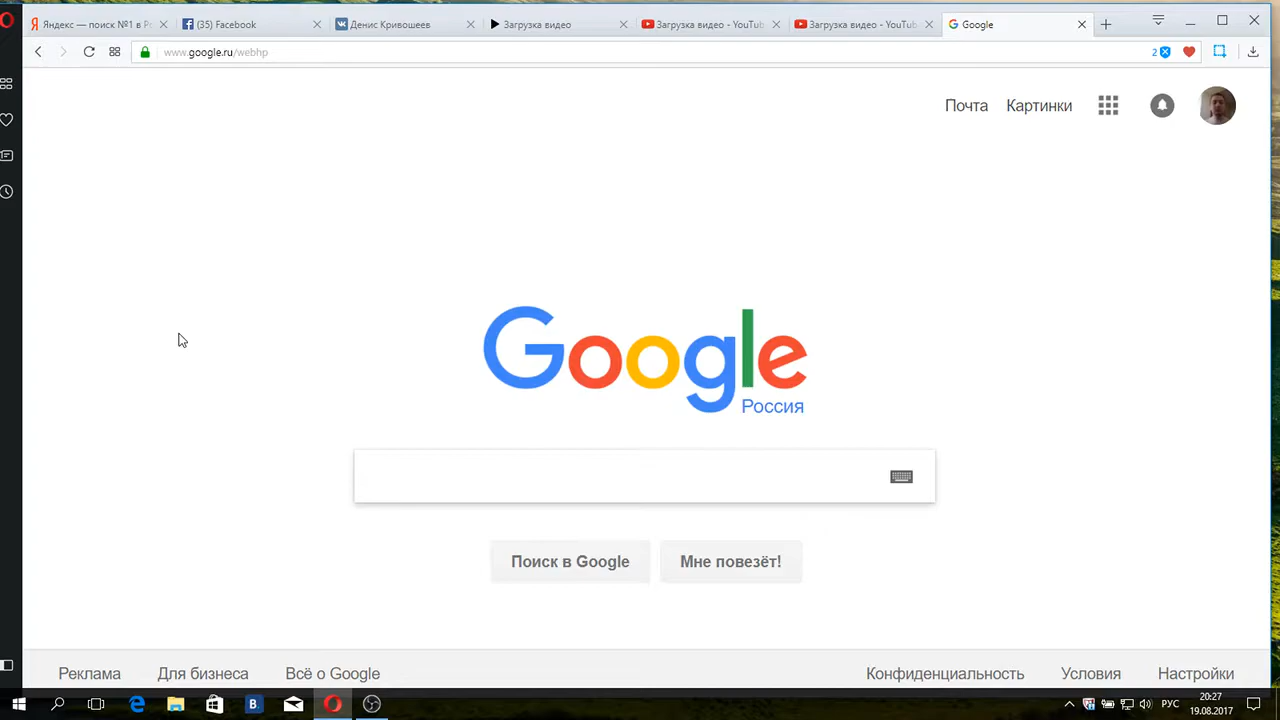 Яндекс — поиск №1 в Р
(35) Facebook
Денис Кривошеев
Загрузка видео
Загрузка видео - YouTub
Загрузка видео - YouTub
Google
www.google.ru/webhp
2
Почта Картинки
Google
Россия
Поиск в Google Мне повезёт!
Реклама Для бизнеса Всё о Google Конфиденциальность Условия Настройки
РУС
20:27
19.08.2017